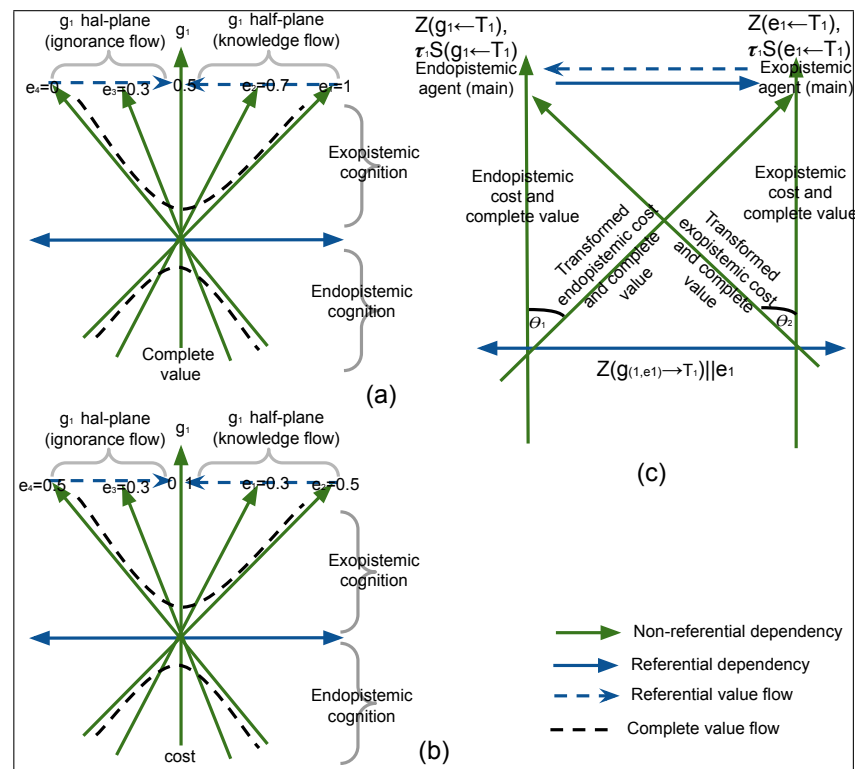 g₁ hal-plane
(ignorance flow)
g₁
g₁ half-plane
(knowledge flow)
e₄=0
e₃=0.3
0.5
e₂=0.7
e₁=1
Exopistemic
cognition
Endopistemic
cognition
Complete
value
(a)
g₁ hal-plane
(ignorance flow)
g₁
g₁ half-plane
(knowledge flow)
e₄=0.5
e₃=0.3
0 1
e₁=0.3
e₂=0.5
Exopistemic
cognition
Endopistemic
cognition
cost
(b)
Z(g₁←T₁),
τ₁S(g₁←T₁)
Endopistemic
agent (main)
Z(e₁←T₁),
τ₁S(e₁←T₁)
Exopistemic
agent (main)
Endopistemic
cost and
complete value
Exopistemic
cost and
complete value
Transformed
endopistemic cost
and complete
value
Transformed
exopistemic cost
and complete
value
Θ₁
Θ₂
Z(g₍₁,ₑ₁₎→T₁)||e₁
(c)
Non-referential dependency
Referential dependency
Referential value flow
Complete value flow